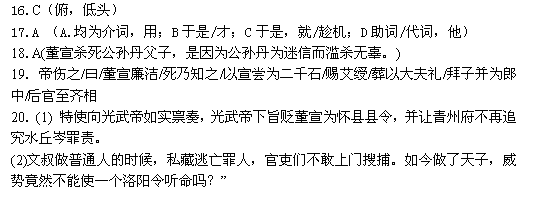 16. C（俯，低头）
17. A （A.均为介词，用；B于是/才；C于是，就/趁机；D助词/代词，他）
18. A(董宣杀死公孙丹父子，是因为公孙丹为迷信而滥杀无辜。)
19. 帝伤之/曰/董宣廉洁/死乃知之/以宣尝为二千石/赐艾绶/葬以大夫礼/拜子并为郎
中/后官至齐相
20. (1) 特使向光武帝如实禀奏，光武帝下旨贬董宣为怀县县令，并让青州府不再追
究水丘岑罪责。
(2)文叔做普通人的时候，私藏逃亡罪人，官吏们不敢上门搜捕。如今做了天子，威
势竟然不能使一个洛阳令听命吗？”